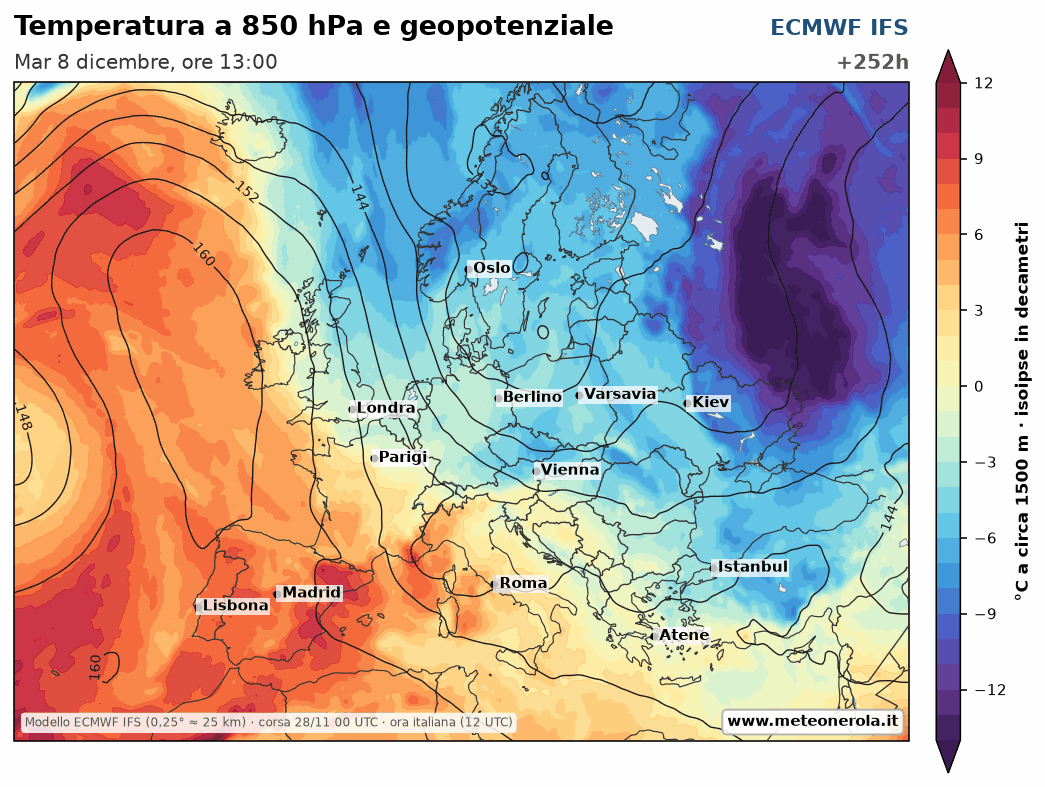 Temperatura a 850 hPa e geopotenziale
ECMWF IFS
Mar 8 dicembre, ore 13:00
+252h
152
144
160
Oslo
148
Londra
Berlino
Varsavia
Kiev
Parigi
Vienna
144
Istanbul
Roma
Madrid
Lisbona
Atene
160
Modello ECMWF IFS (0,25° ≈ 25 km) · corsa 28/11 00 UTC · ora italiana (12 UTC)
www.meteonerola.it
12
9
6
3
0
−3
−6
−9
−12
°C a circa 1500 m · isoipse in decametri